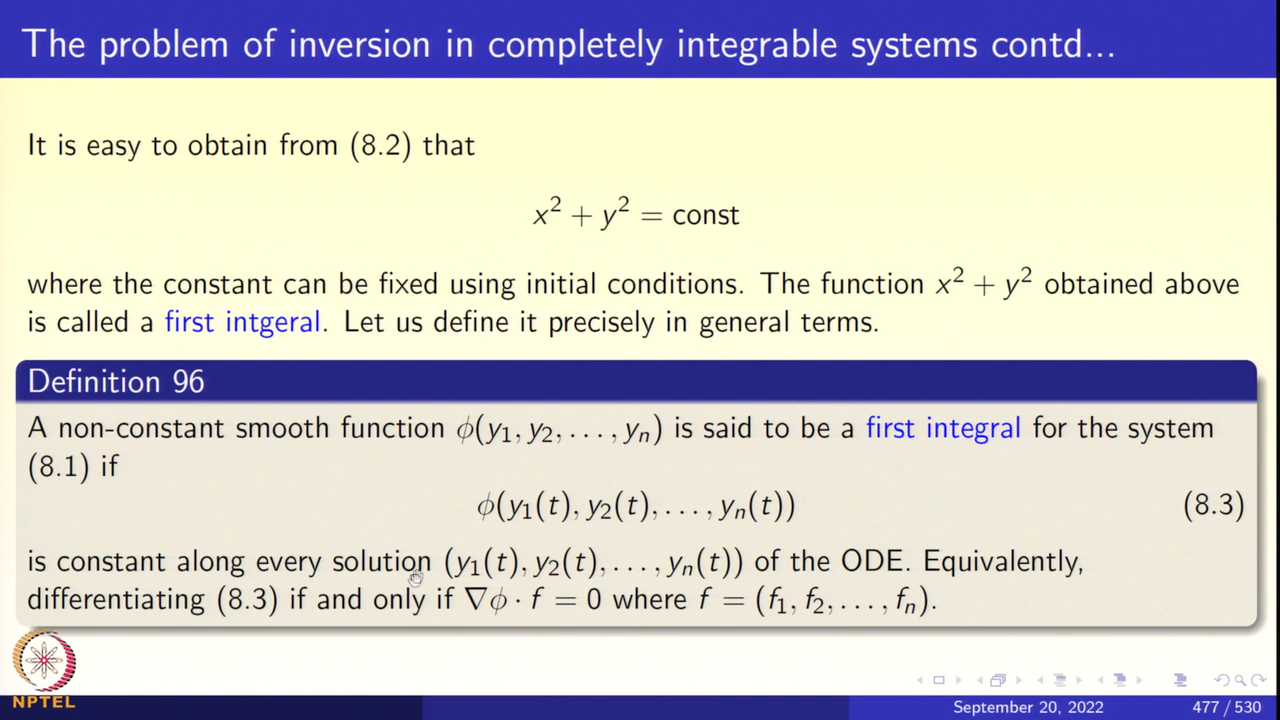 The problem of inversion in completely integrable systems contd...
It is easy to obtain from (8.2) that
x² + y² = const
where the constant can be fixed using initial conditions. The function x² + y² obtained above
is called a first intgeral. Let us define it precisely in general terms.
Definition 96
A non-constant smooth function ϕ(y₁, y₂, . . . , yₙ) is said to be a first integral for the system
(8.1) if
ϕ(y₁(t), y₂(t), . . . , yₙ(t)) (8.3)
is constant along every solution (y₁(t), y₂(t), . . . , yₙ(t)) of the ODE. Equivalently,
differentiating (8.3) if and only if ∇ϕ · f = 0 where f = (f₁, f₂, . . . , fₙ).
NPTEL
September 20, 2022 477 / 530